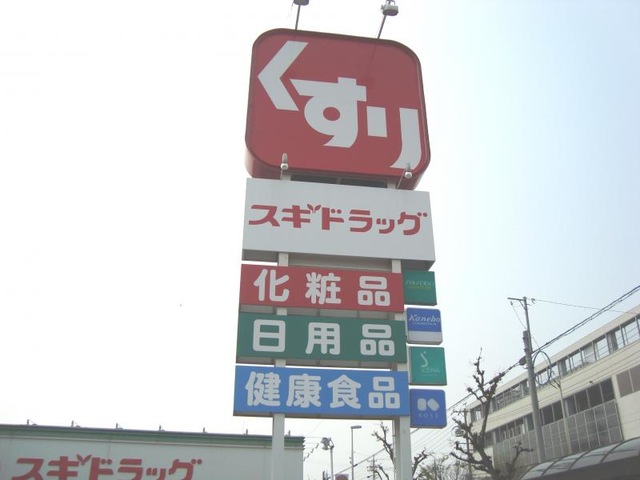 くすり
スギドラッグ
化粧品
日用品
健康食品
Kanebo
スギドラッグ